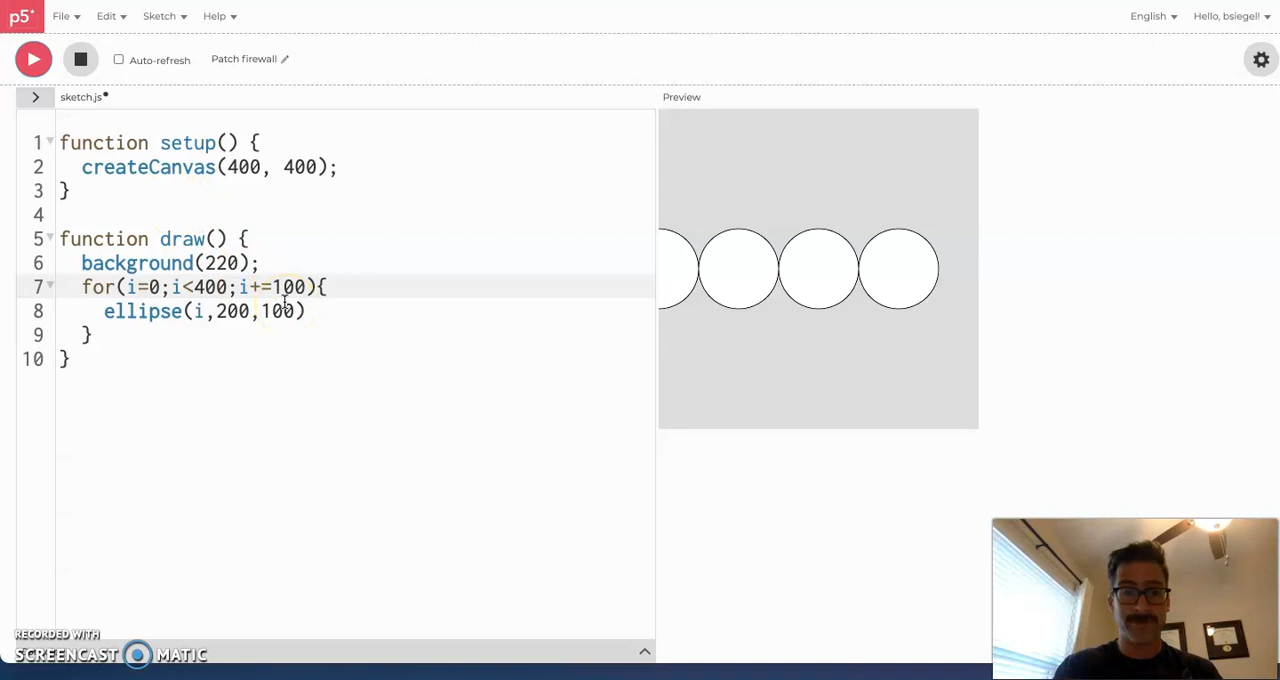 p5*
File Edit Sketch Help English Hello, bsiegel!
Auto-refresh Patch firewall
> sketch.js Preview
1 function setup() {
2 createCanvas(400, 400);
3 }
4
5 function draw() {
6 background(220);
7 for(i=0;i<400;i+=100){
8 ellipse(i,200,100)
9 }
10 }
RECORDED WITH
SCREENCAST MATIC